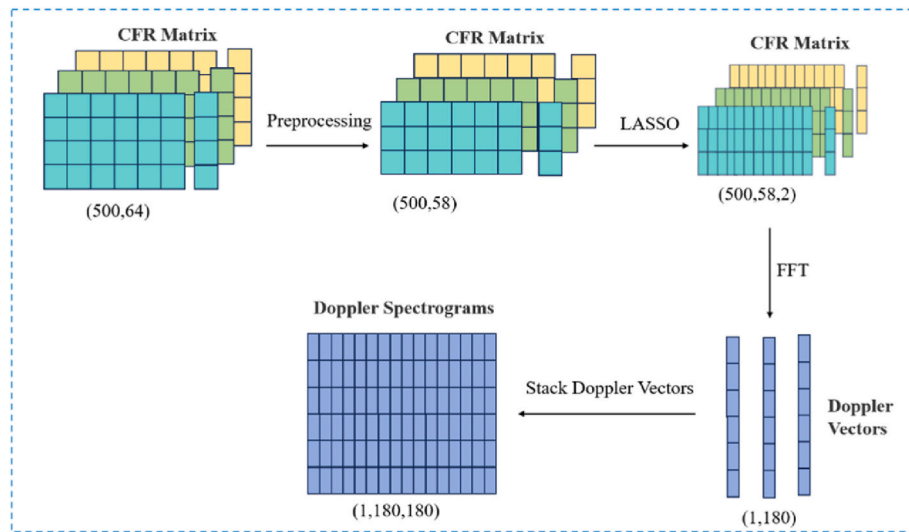 CFR Matrix
CFR Matrix
CFR Matrix
Preprocessing
LASSO
(500,64)
(500,58)
(500,58,2)
FFT
Doppler Spectrograms
Stack Doppler Vectors
Doppler
Vectors
(1,180,180)
(1,180)